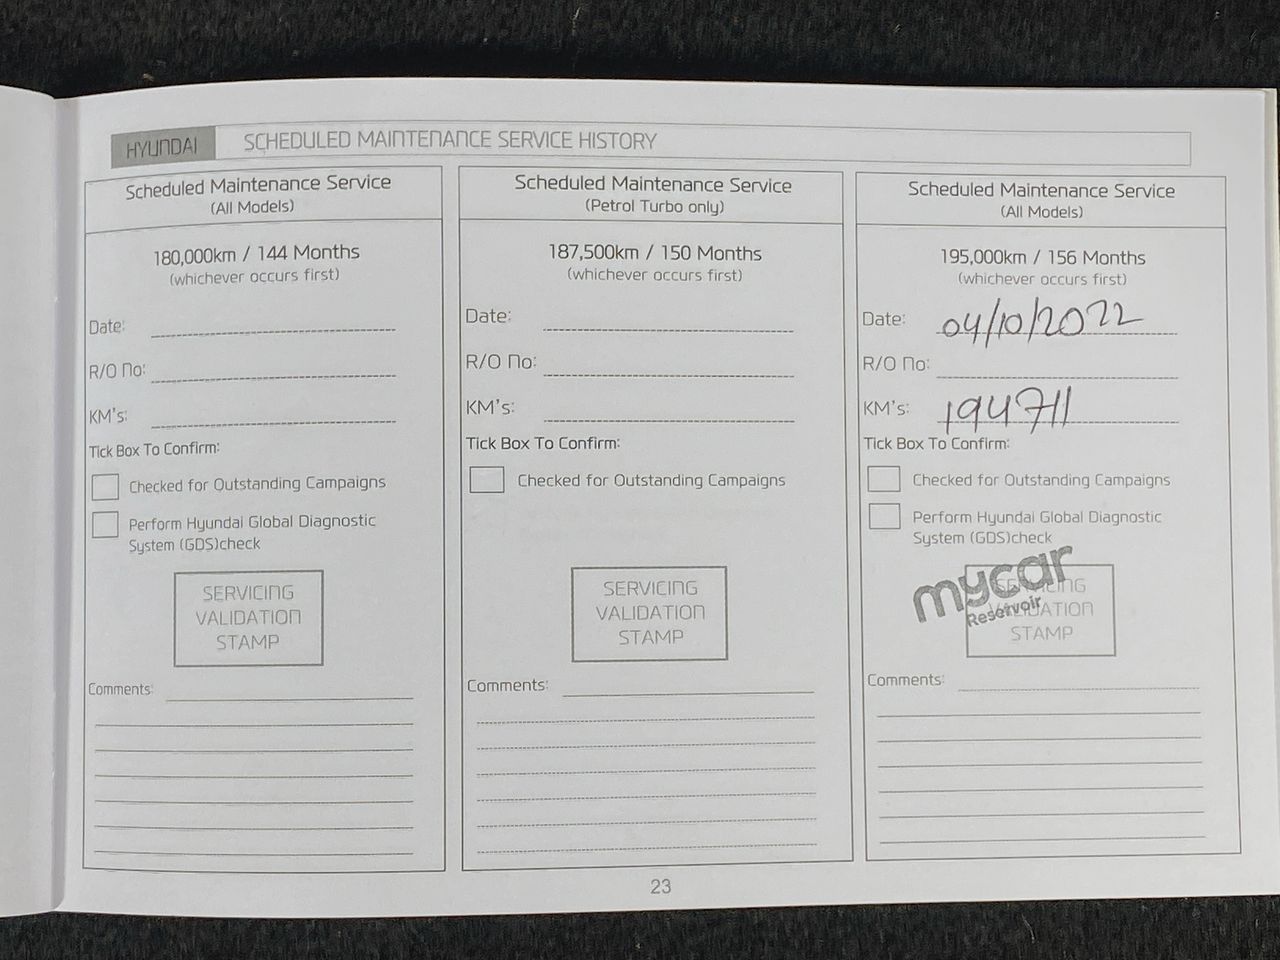 HYUNDAI SCHEDULED MAINTENANCE SERVICE HISTORY
Scheduled Maintenance Service
(All Models)
180,000km / 144 Months
(whichever occurs first)
Date:
R/O No:
KM's:
Tick Box To Confirm:
Checked for Outstanding Campaigns
Perform Hyundai Global Diagnostic
System (GDS)check
SERVICING
VALIDATION
STAMP
Comments:
Scheduled Maintenance Service
(Petrol Turbo only)
187,500km / 150 Months
(whichever occurs first)
Date:
R/O No:
KM's:
Tick Box To Confirm:
Checked for Outstanding Campaigns
SERVICING
VALIDATION
STAMP
Comments:
Scheduled Maintenance Service
(All Models)
195,000km / 156 Months
(whichever occurs first)
Date: 04/10/2022
R/O No:
KM's: 194711
Tick Box To Confirm:
Checked for Outstanding Campaigns
Perform Hyundai Global Diagnostic
System (GDS)check
mycar
Reservoir
SERVICING
VALIDATION
STAMP
Comments:
23